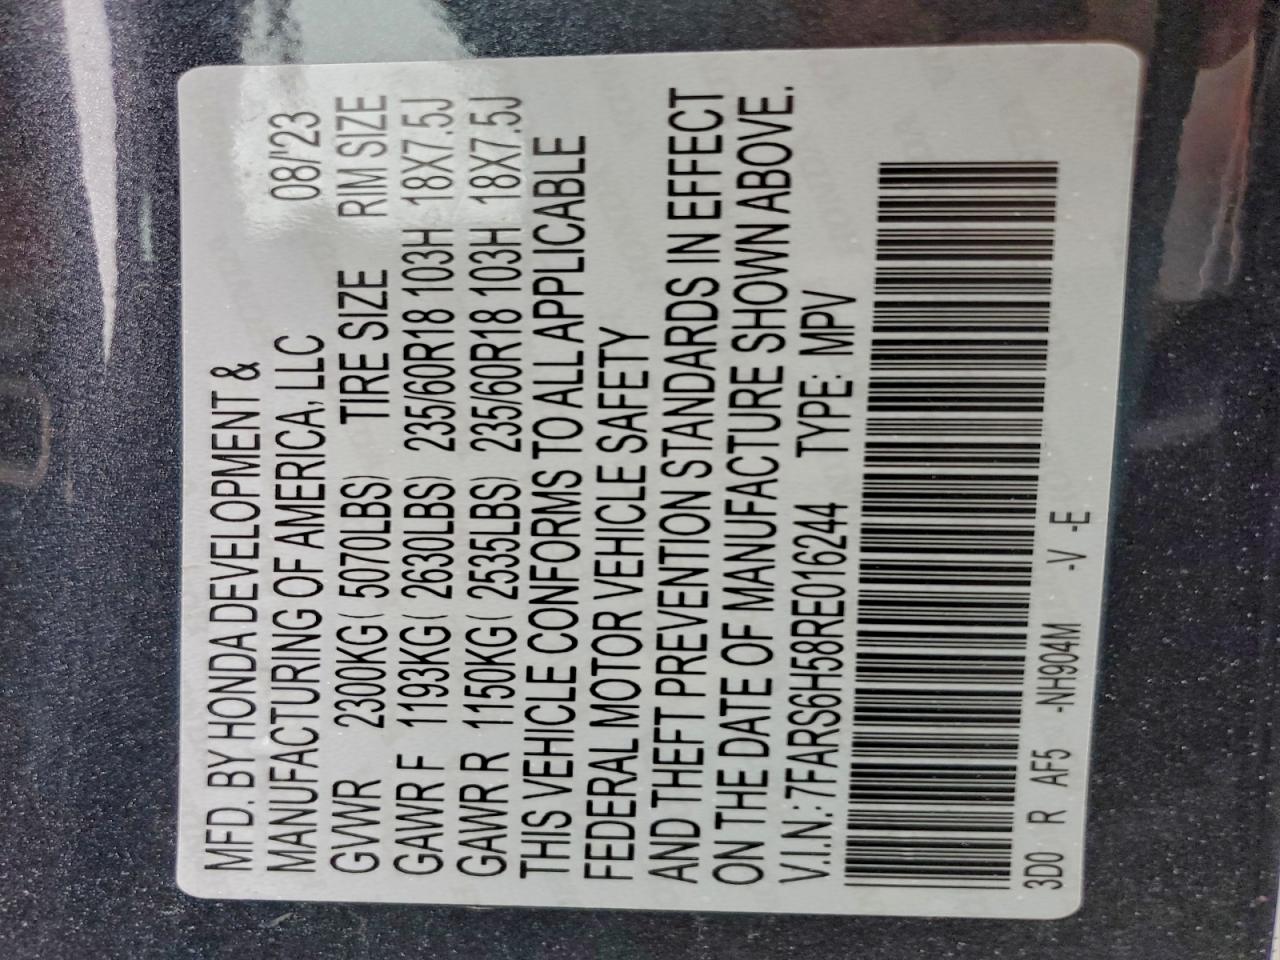 MFD. BY HONDA DEVELOPMENT &
MANUFACTURING OF AMERICA, LLC 08/'23
GVWR 2300KG( 5070LBS) TIRE SIZE RIM SIZE
GAWR F 1193KG( 2630LBS) 235/60R18 103H 18X7.5J
GAWR R 1150KG( 2535LBS) 235/60R18 103H 18X7.5J
THIS VEHICLE CONFORMS TO ALL APPLICABLE
FEDERAL MOTOR VEHICLE SAFETY
AND THEFT PREVENTION STANDARDS IN EFFECT
ON THE DATE OF MANUFACTURE SHOWN ABOVE.
V.I.N.:7FARS6H58RE016244 TYPE: MPV
3D0 R AF5 -NH904M -V -E